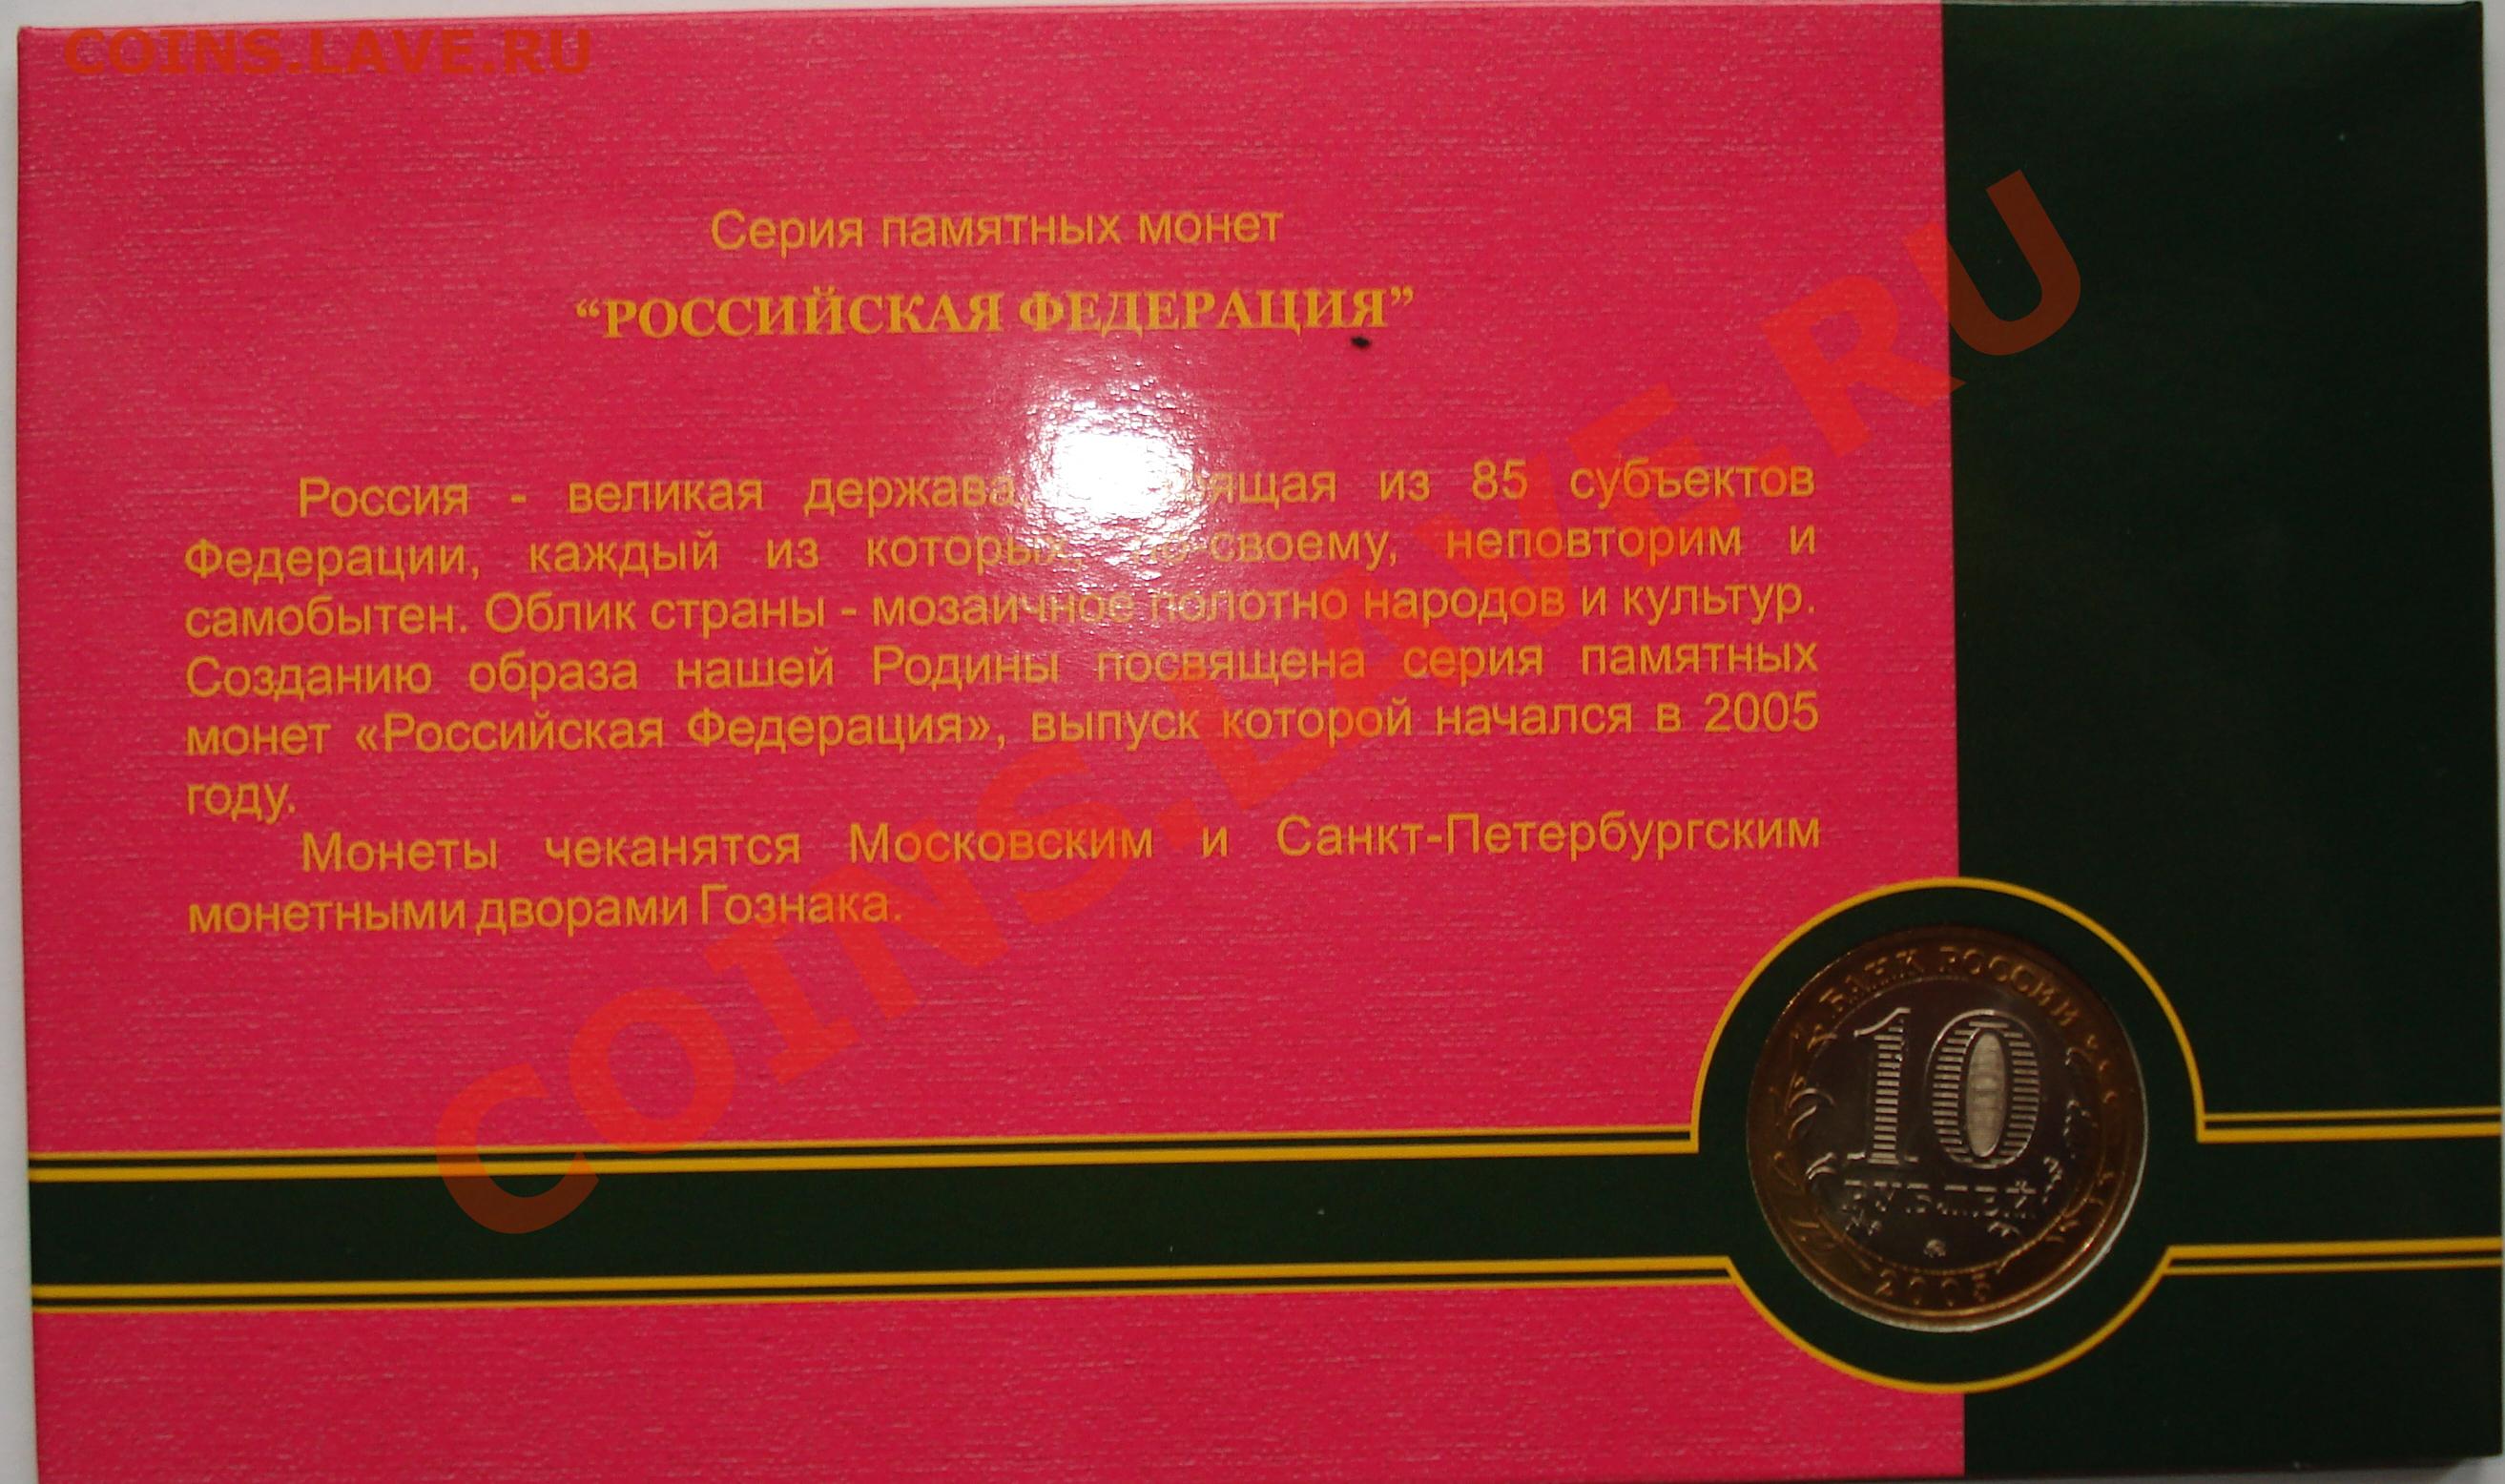 COINS.LAVE.RU
Серия памятных монет
“РОССИЙСКАЯ ФЕДЕРАЦИЯ”
Россия - великая держава из 85 субъектов
Федерации, каждый из которых, по-своему, неповторим и
самобытен. Облик страны - мозаичное полотно народов и культур.
Созданию образа нашей Родины посвящена серия памятных
монет «Российская Федерация», выпуск которой начался в 2005
году.
Монеты чеканятся Московским и Санкт-Петербургским
монетными дворами Гознака.
COINS.LAVE.RU
БАНК РОССИИ
10
РУБЛЕЙ
2005